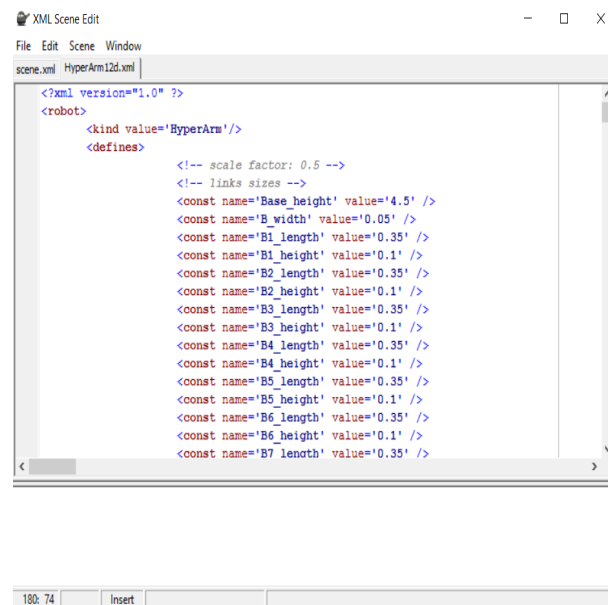 XML Scene Edit
File Edit Scene Window
scene.xml HyperArm12d.xml
<?xml version="1.0" ?>
<robot>
<kind value='HyperArm'/>
<defines>
<!-- scale factor: 0.5 -->
<!-- links sizes -->
<const name='Base_height' value='4.5' />
<const name='B_width' value='0.05' />
<const name='B1_length' value='0.35' />
<const name='B1_height' value='0.1' />
<const name='B2_length' value='0.35' />
<const name='B2_height' value='0.1' />
<const name='B3_length' value='0.35' />
<const name='B3_height' value='0.1' />
<const name='B4_length' value='0.35' />
<const name='B4_height' value='0.1' />
<const name='B5_length' value='0.35' />
<const name='B5_height' value='0.1' />
<const name='B6_length' value='0.35' />
<const name='B6_height' value='0.1' />
<const name='B7_length' value='0.35' />
180: 74 Insert